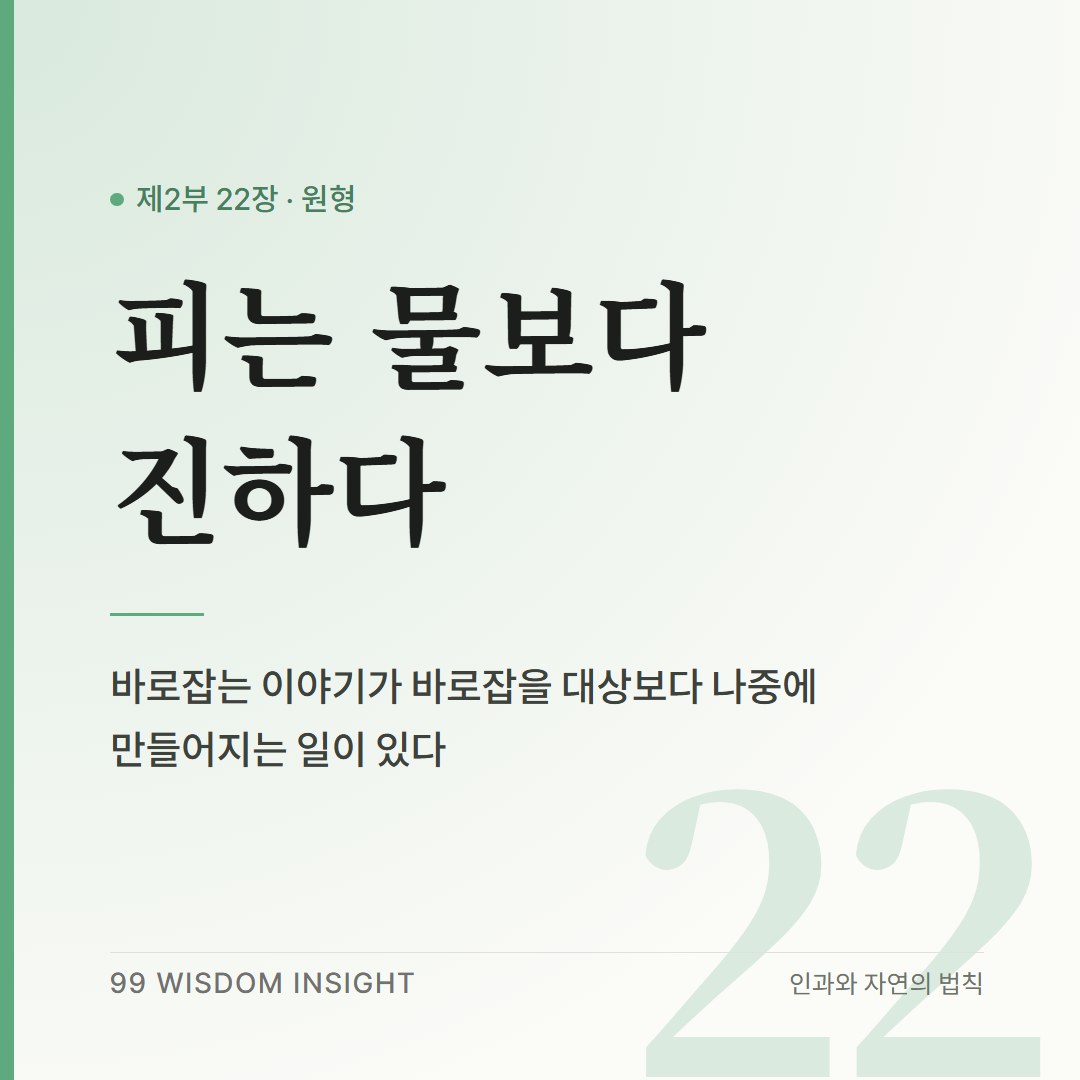 제2부 22장 · 원형
피는 물보다
진하다
바로잡는 이야기가 바로잡을 대상보다 나중에
만들어지는 일이 있다
22
99 WISDOM INSIGHT
인과와 자연의 법칙